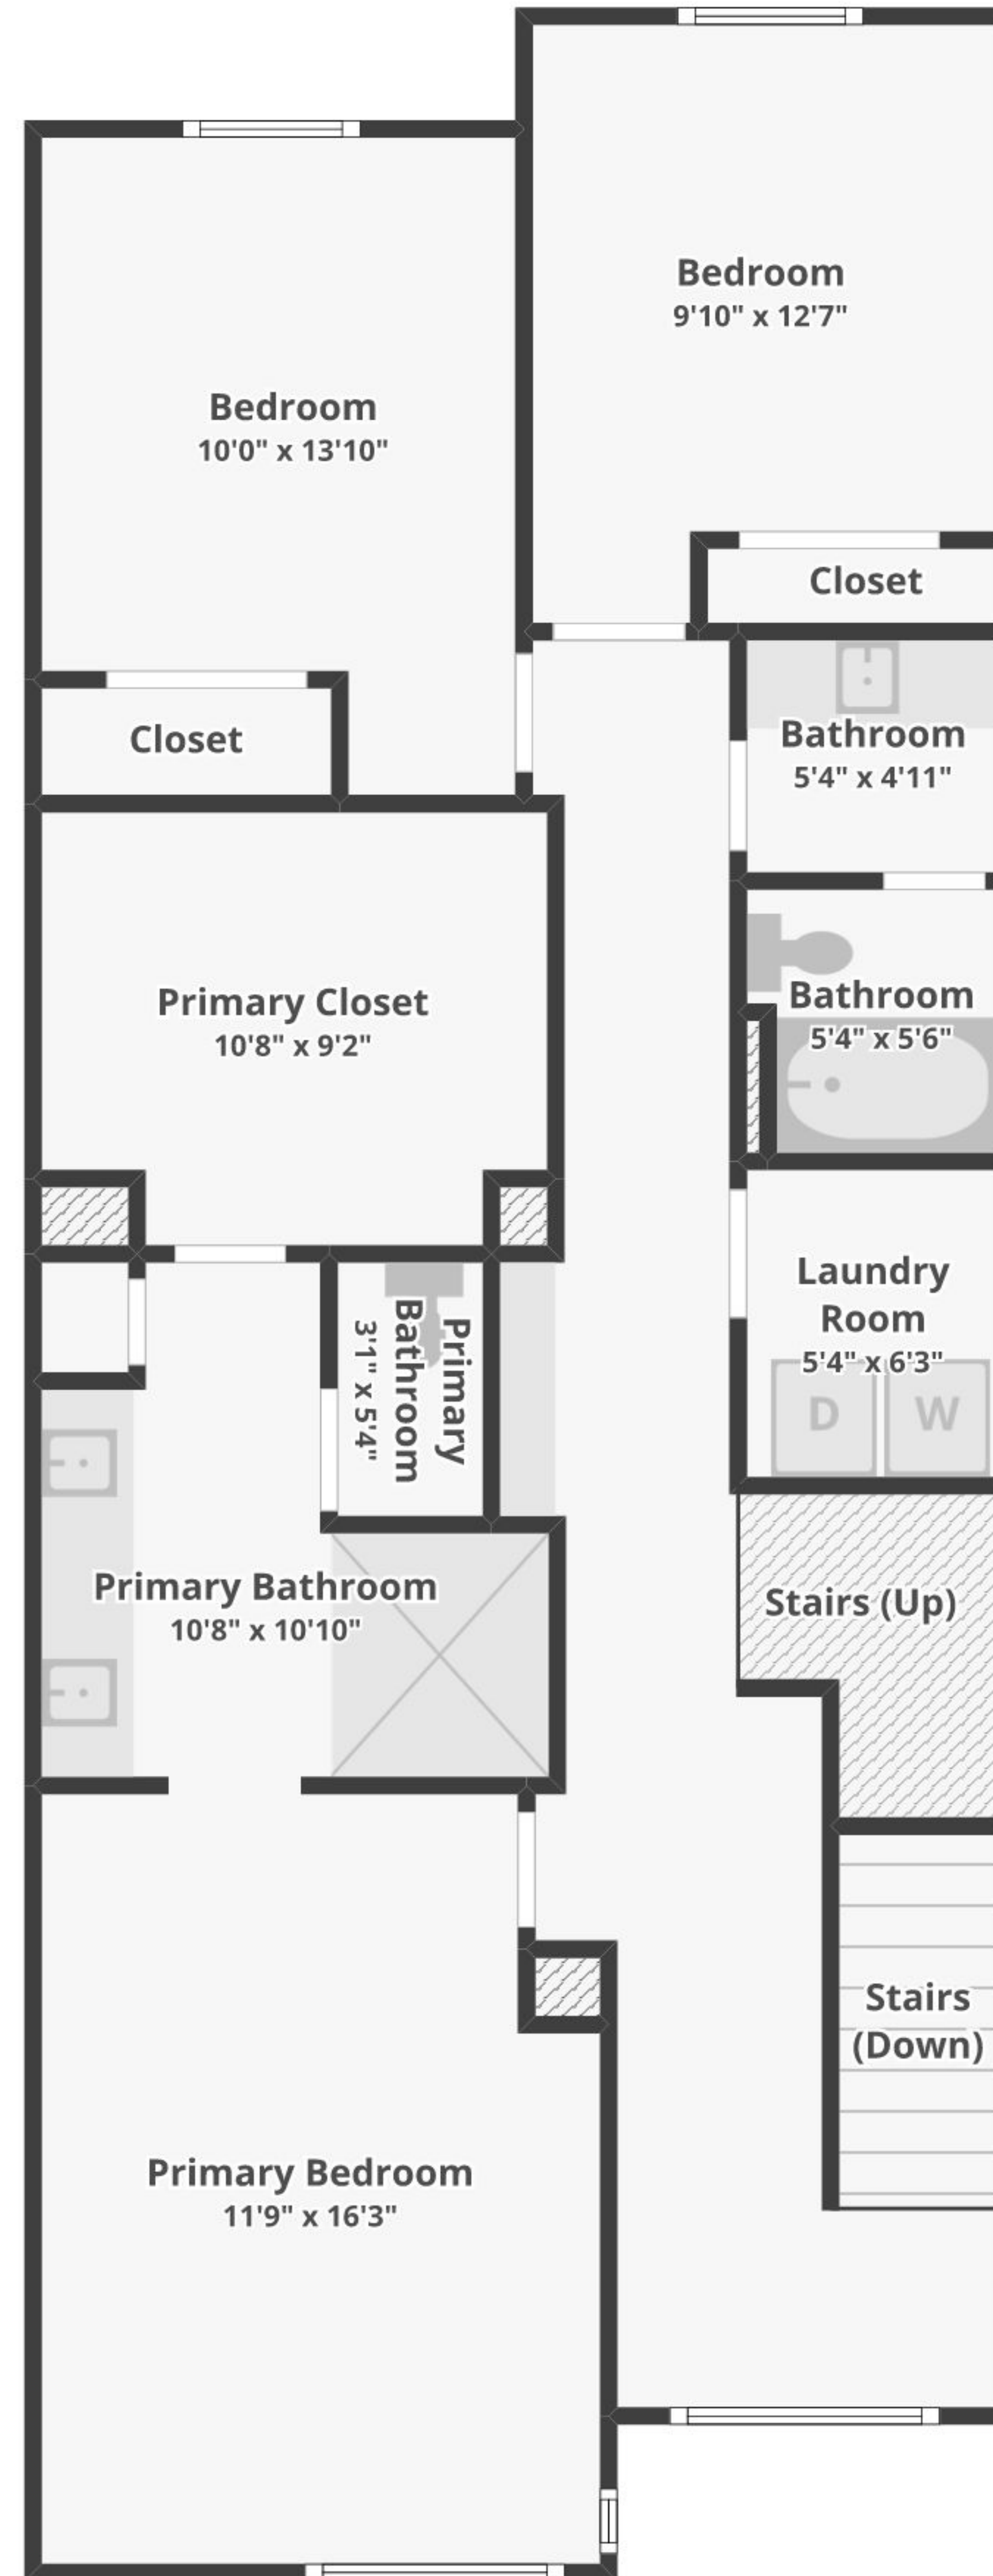 Bedroom
9'10" x 12'7"
Bedroom
10'0" x 13'10"
Closet
Closet
Bathroom
5'4" x 4'11"
Primary Closet
10'8" x 9'2"
Bathroom
5'4" x 5'6"
Laundry
Room
5'4" x 6'3"
D W
Primary
Bathroom
3'1" x 5'4"
Primary Bathroom
10'8" x 10'10"
Stairs (Up)
Stairs
(Down)
Primary Bedroom
11'9" x 16'3"